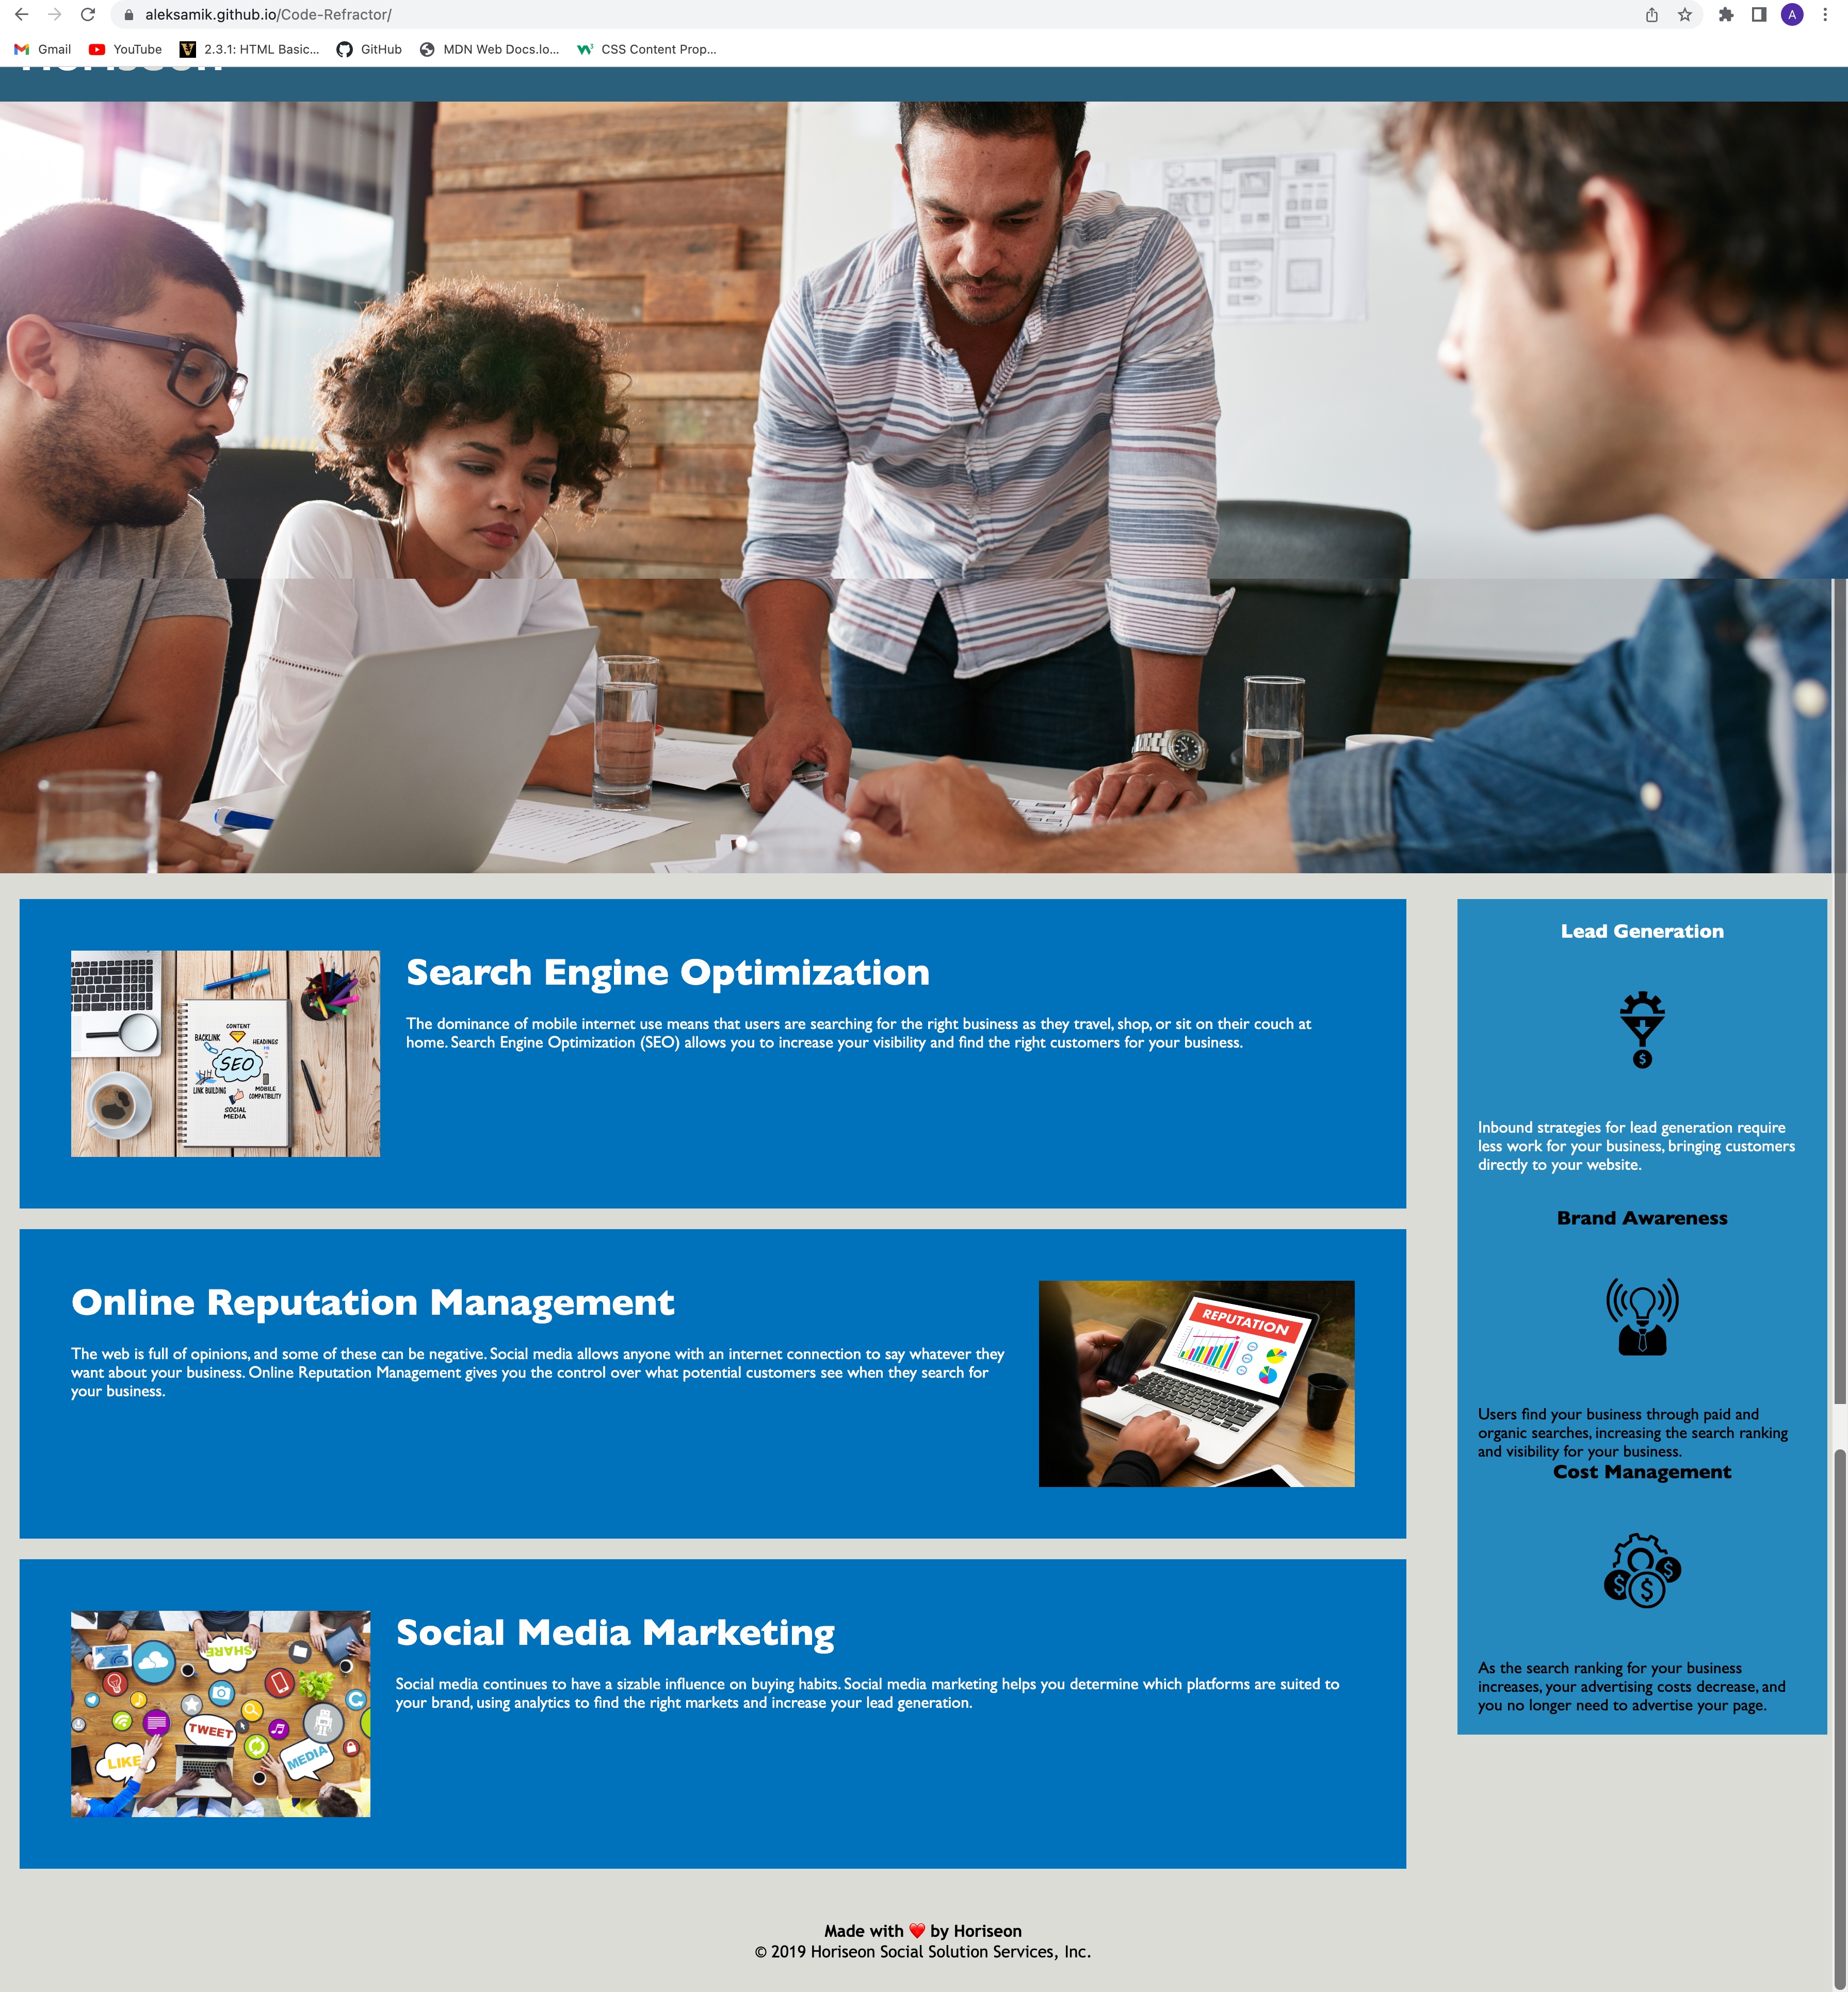 aleksamik.github.io/Code-Refractor/
A
Gmail YouTube 2.3.1: HTML Basic... GitHub MDN Web Docs.lo... CSS Content Prop...
Horiseon
Search Engine Optimization
The dominance of mobile internet use means that users are searching for the right business as they travel, shop, or sit on their couch at
home. Search Engine Optimization (SEO) allows you to increase your visibility and find the right customers for your business.
CONTENT
BACKLINK
HEADINGS
SEO
LINK BUILDING
MOBILE
COMPATIBILITY
SOCIAL
MEDIA
Online Reputation Management
The web is full of opinions, and some of these can be negative. Social media allows anyone with an internet connection to say whatever they
want about your business. Online Reputation Management gives you the control over what potential customers see when they search for
your business.
REPUTATION
Social Media Marketing
Social media continues to have a sizable influence on buying habits. Social media marketing helps you determine which platforms are suited to
your brand, using analytics to find the right markets and increase your lead generation.
SHARE
TWEET
LIKE
MEDIA
Lead Generation
$
Inbound strategies for lead generation require
less work for your business, bringing customers
directly to your website.
Brand Awareness
Users find your business through paid and
organic searches, increasing the search ranking
and visibility for your business.
Cost Management
$
$ $
As the search ranking for your business
increases, your advertising costs decrease, and
you no longer need to advertise your page.
Made with ❤️ by Horiseon
© 2019 Horiseon Social Solution Services, Inc.